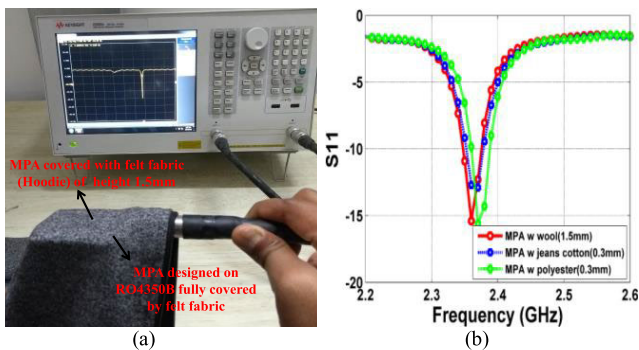 KEYSIGHT
MPA covered with felt fabric
(Hoodie) of height 1.5mm
MPA designed on
RO4350B fully covered
by felt fabric
(a)
S11
0
-5
-10
-15
-20
2.2
2.3
2.4
2.5
2.6
MPA w wool(1.5mm)
MPA w jeans cotton(0.3mm)
MPA w polyester(0.3mm)
Frequency (GHz)
(b)